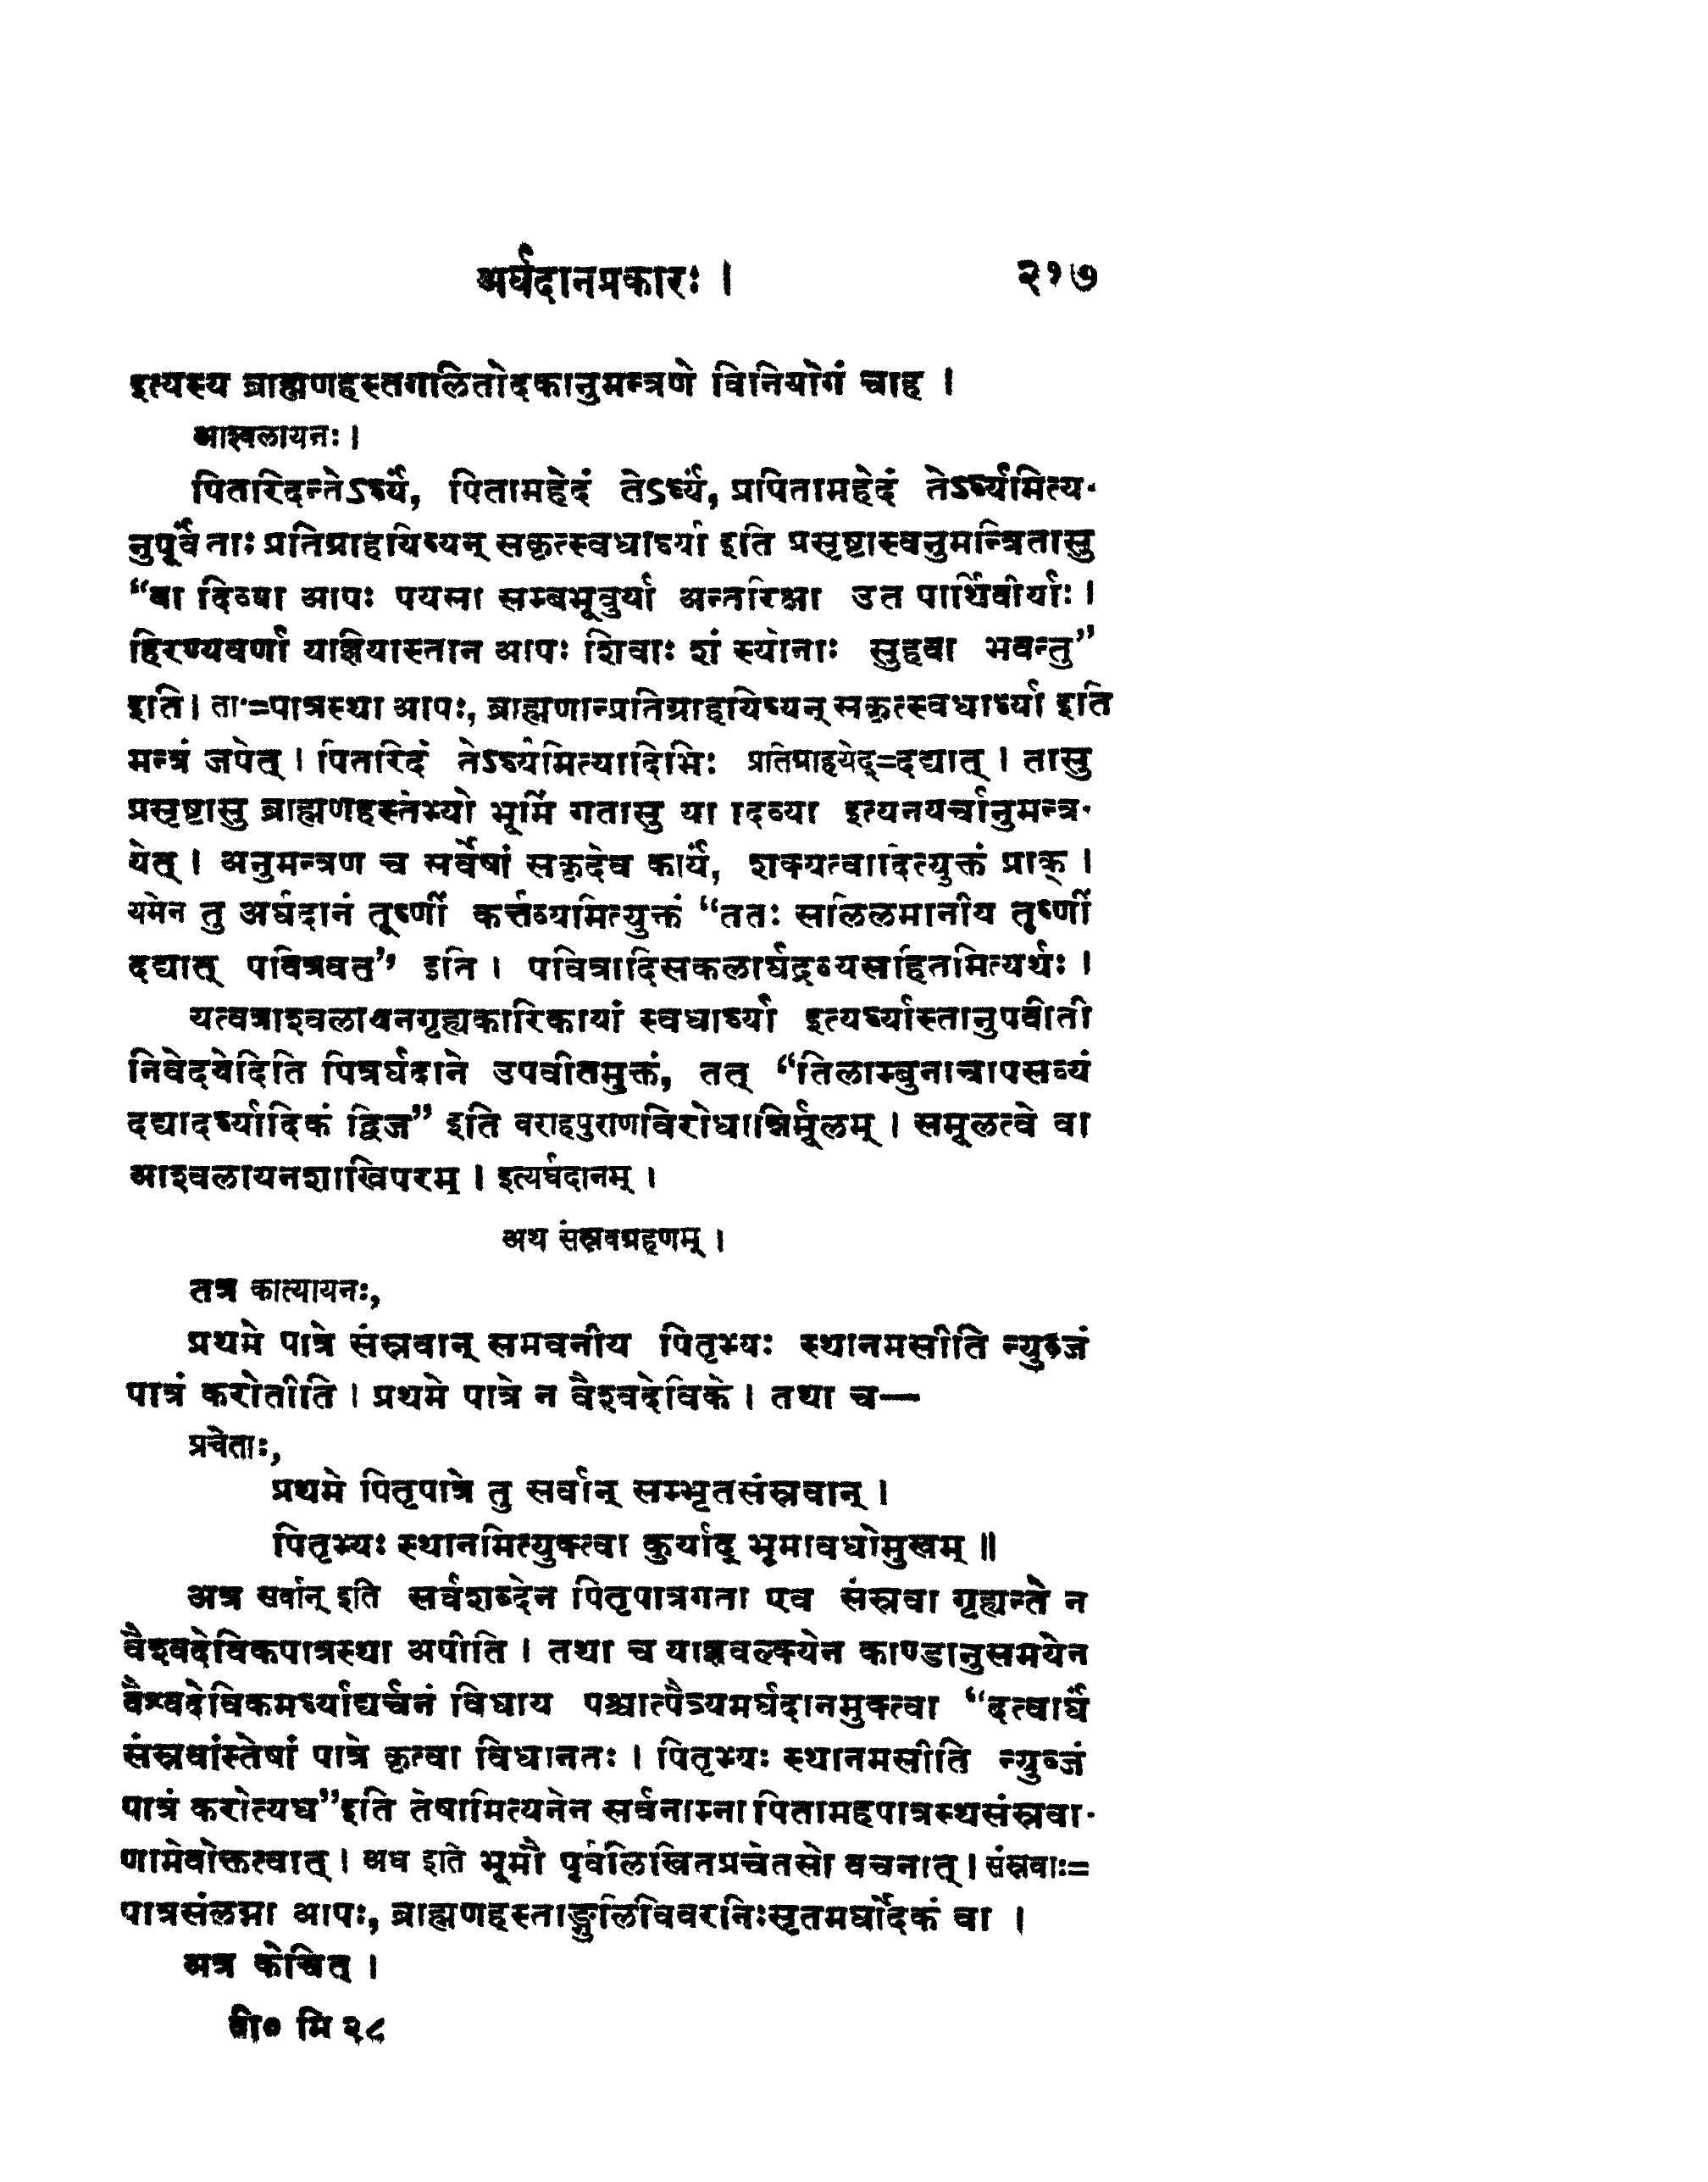 अर्घदानप्रकारः । २१७
इत्यस्य ब्राह्मणहस्तगलितोदकानुमन्त्रणे विनियोगं चाह ।
आश्वलायनः ।
पितरिदन्तेऽर्घ्यं, पितामहेदं तेऽर्घ्यं, प्रपितामहेदं तेऽर्घ्यमित्य-
नुपूर्वं ताः प्रतिग्राहयिष्यन् सकृत्स्वधार्घ्या इति प्रसृष्टास्वनुमन्त्रितासु
“या दिव्या आपः पयसा सम्बभूवुर्या अन्तरिक्षा उत पार्थिवीर्याः ।
हिरण्यवर्णा यज्ञियास्तान आपः शिवाः शं स्योनाः सुहवा भवन्तु”
इति । ताः=पात्रस्था आपः, ब्राह्मणान्प्रतिग्राहयिष्यन् सकृत्स्वधार्घ्या इति
मन्त्रं जपेत् । पितरिदं तेऽर्घ्यमित्यादिभिः प्रतिग्राहयेद्=दद्यात् । तासु
प्रसृष्टासु ब्राह्मणहस्तेभ्यो भूमिं गतासु या दिव्या इत्यनयर्चानुमन्त्र-
येत् । अनुमन्त्रण च सर्वेषां सकृदेव कार्यं, शक्यत्वादित्युक्तं प्राक् ।
यमेन तु अर्घदानं तूष्णीं कर्त्तव्यमित्युक्तं “ततः सलिलमानीय तूष्णीं
दद्यात् पवित्रवत्” इति । पवित्रादिसकलार्घद्रव्यसहितमित्यर्थः ।
यत्वत्राश्वलायनगृह्यकारिकायां स्वधार्घ्या इत्यर्घ्यास्तानुपवीती
निवेदयेदिति पित्रर्घदाने उपवीतमुक्तं, तत् “तिलाम्बुनाचापसव्यं
दद्यादर्घ्यादिकं द्विज” इति वराहपुराणविरोधान्निर्मूलम् । समूलत्वे वा
आश्वलायनशाखिपरम् । इत्यर्घदानम् ।
अथ संस्रवग्रहणम् ।
तत्र कात्यायनः,
प्रथमे पात्रे संस्रवान् समवनीय पितृभ्यः स्थानमसीति न्युब्जं
पात्रं करोतीति । प्रथमे पात्रे न वैश्वदेविके । तथा च—
प्रचेताः,
प्रथमे पितृपात्रे तु सर्वान् सम्भृतसंस्रवान् ।
पितृभ्यः स्थानमित्युक्त्वा कुर्याद् भूमावधोमुखम् ॥
अत्र सर्वान् इति सर्वशब्देन पितृपात्रगता एव संस्रवा गृह्यन्ते न
वैश्वदेविकपात्रस्था अपीति । तथा च याज्ञवल्क्येन काण्डानुसमयेन
वैश्वदेविकमर्घ्याद्यर्चनं विधाय पश्चात्पैत्र्यमर्घदानमुक्त्वा “दत्वार्घं
संस्रवांस्तेषां पात्रे कृत्वा विधानतः । पितृभ्यः स्थानमसीति न्युब्जं
पात्रं करोत्यध”इति तेषामित्यनेन सर्वनाम्ना पितामहपात्रस्थसंस्रवा-
णामेवोक्तत्वात् । अध इति भूमौ पूर्वलिखितप्रचेतसो वचनात् । संस्रवाः=
पात्रसंलग्ना आपः, ब्राह्मणहस्ताङ्गुलिविवरनिःसृतमर्घोदकं वा ।
अत्र केचित् ।
वी० मि २८